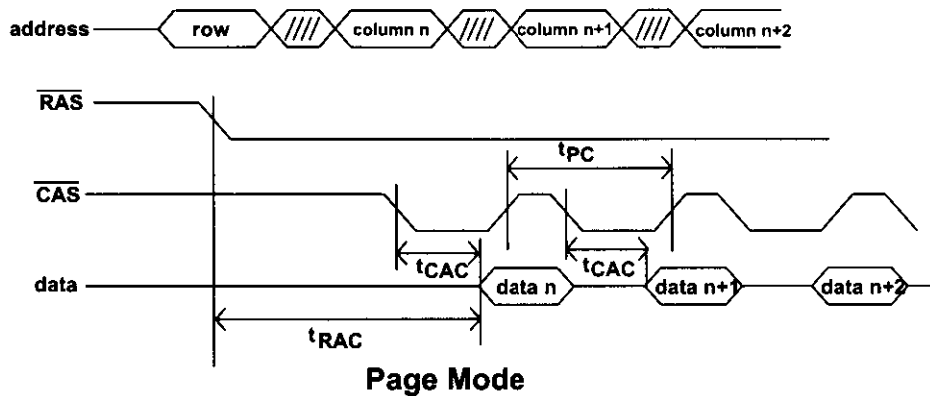 address row column n column n+1 column n+2
RAS
tPC
CAS
tCAC tCAC
data data n data n+1 data n+2
tRAC
Page Mode